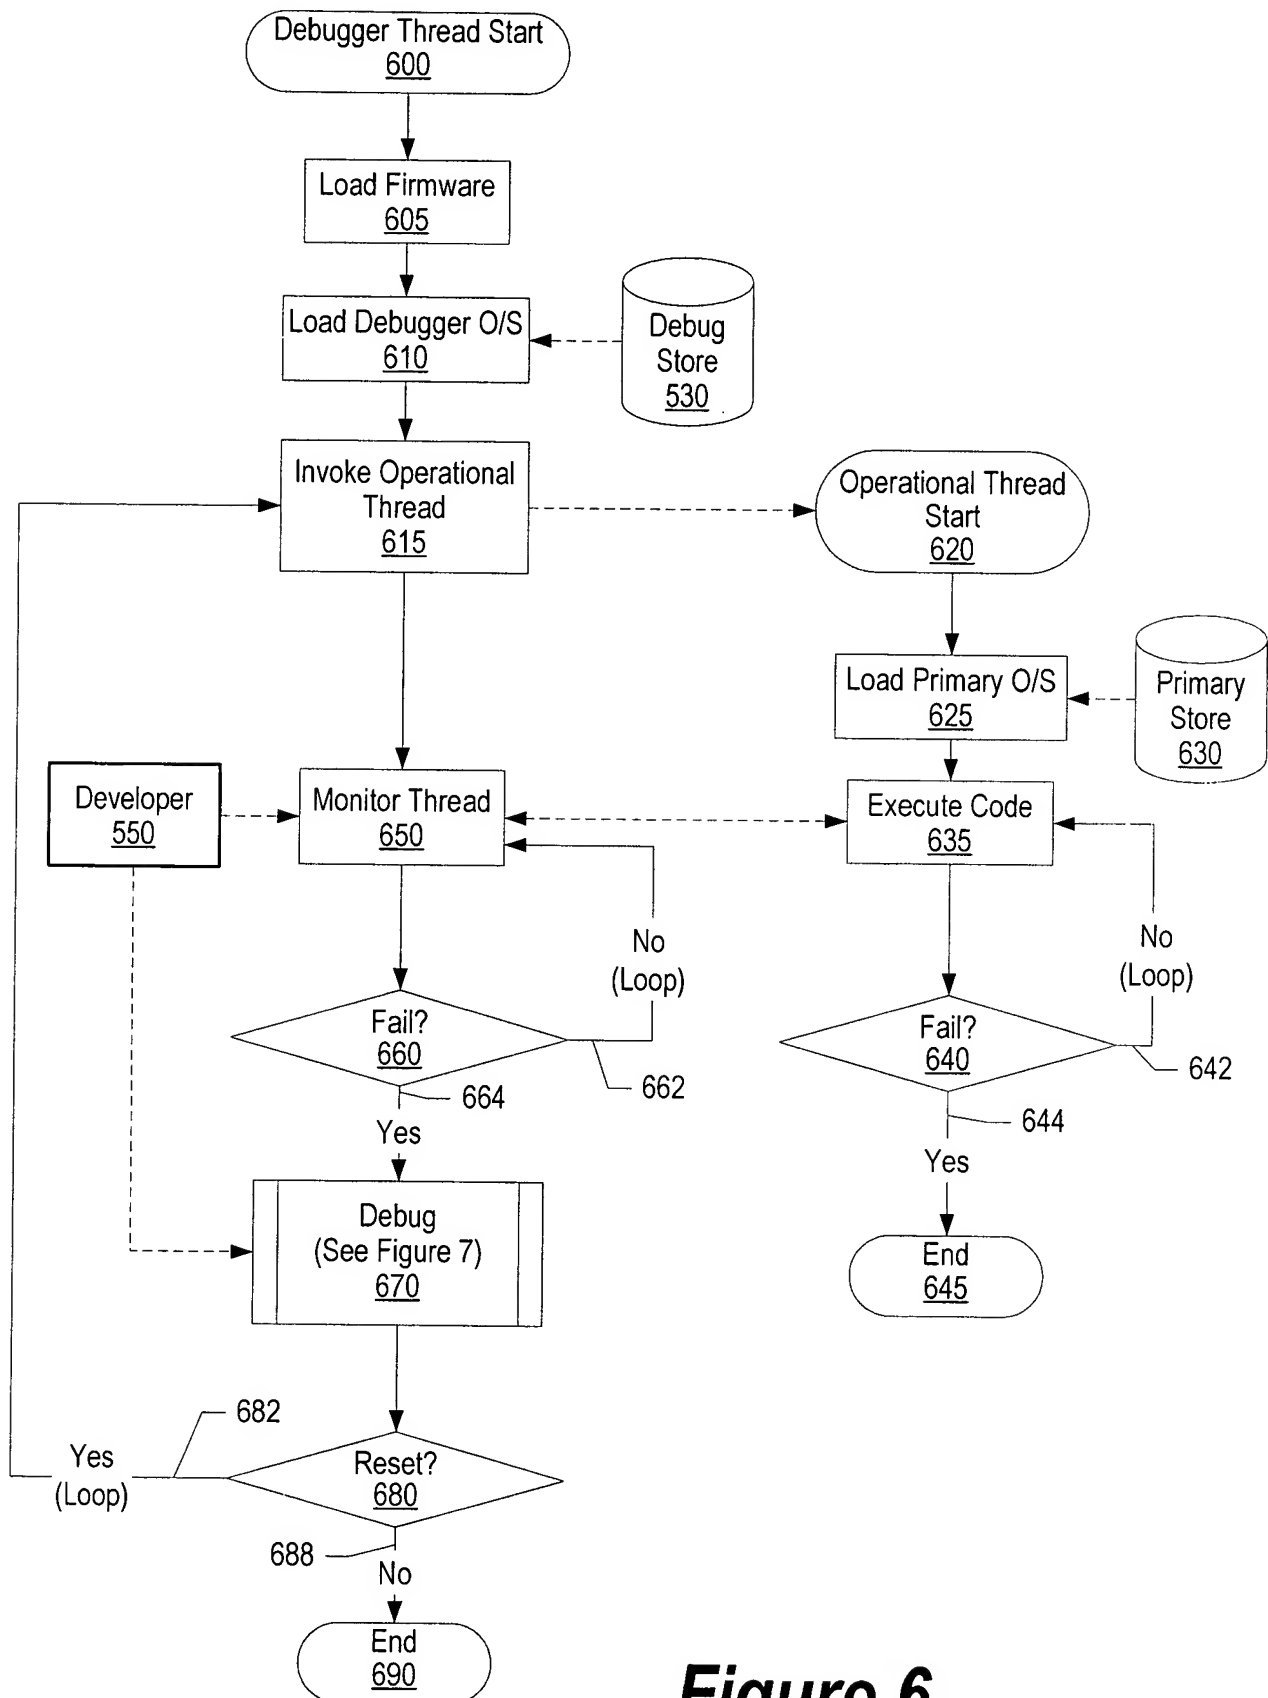 Debugger Thread Start
600
Load Firmware
605
Load Debugger O/S
610
Debug
Store
530
Invoke Operational
Thread
615
Operational Thread
Start
620
Load Primary O/S
625
Primary
Store
630
Developer
550
Monitor Thread
650
Execute Code
635
No
(Loop)
No
(Loop)
Fail?
660
662
664
Yes
Fail?
640
642
644
Yes
Debug
(See Figure 7)
670
End
645
682
Yes
(Loop)
Reset?
680
688
No
End
690
Figure 6